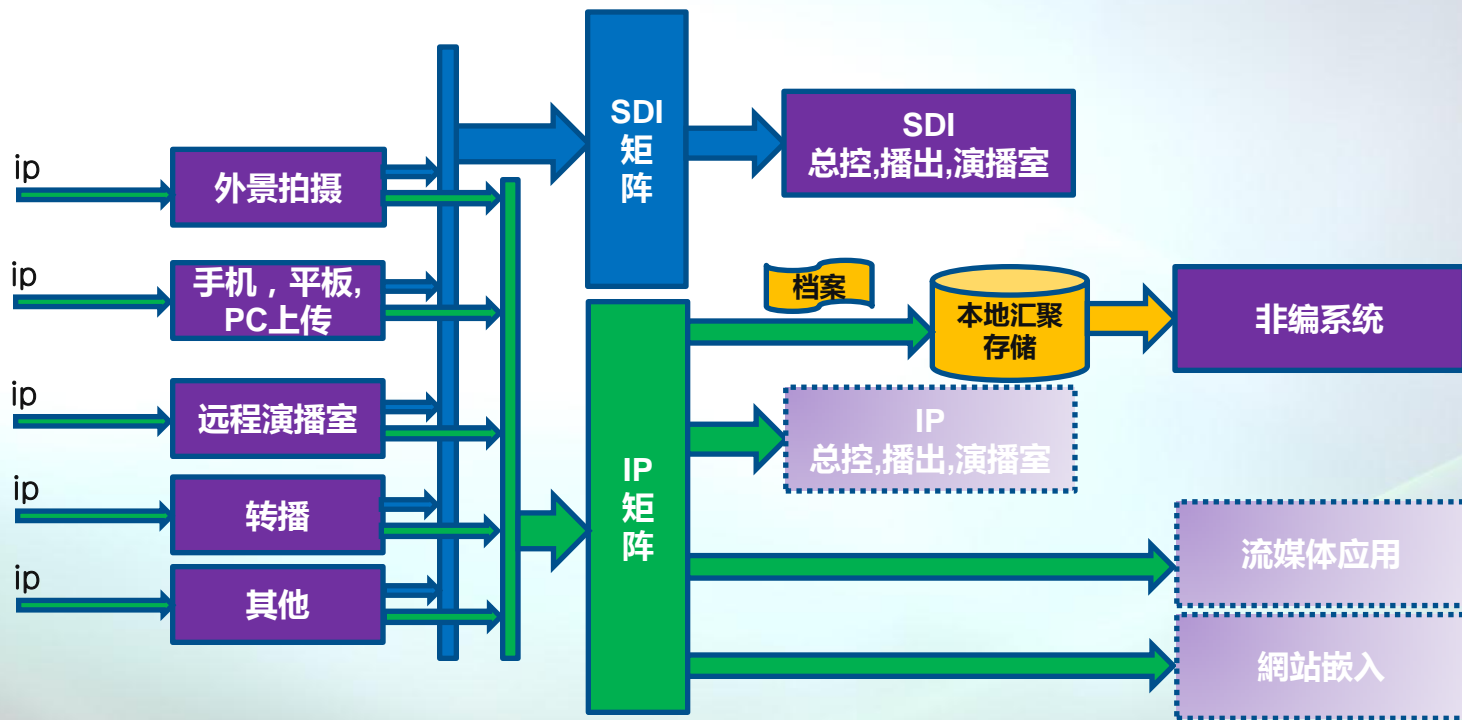 ip
外景拍摄
ip
手机，平板,
PC上传
ip
远程演播室
ip
转播
ip
其他
SDI
矩
阵
SDI
总控,播出,演播室
IP
矩
阵
档案
本地汇聚
存储
非编系统
IP
总控,播出,演播室
流媒体应用
網站嵌入